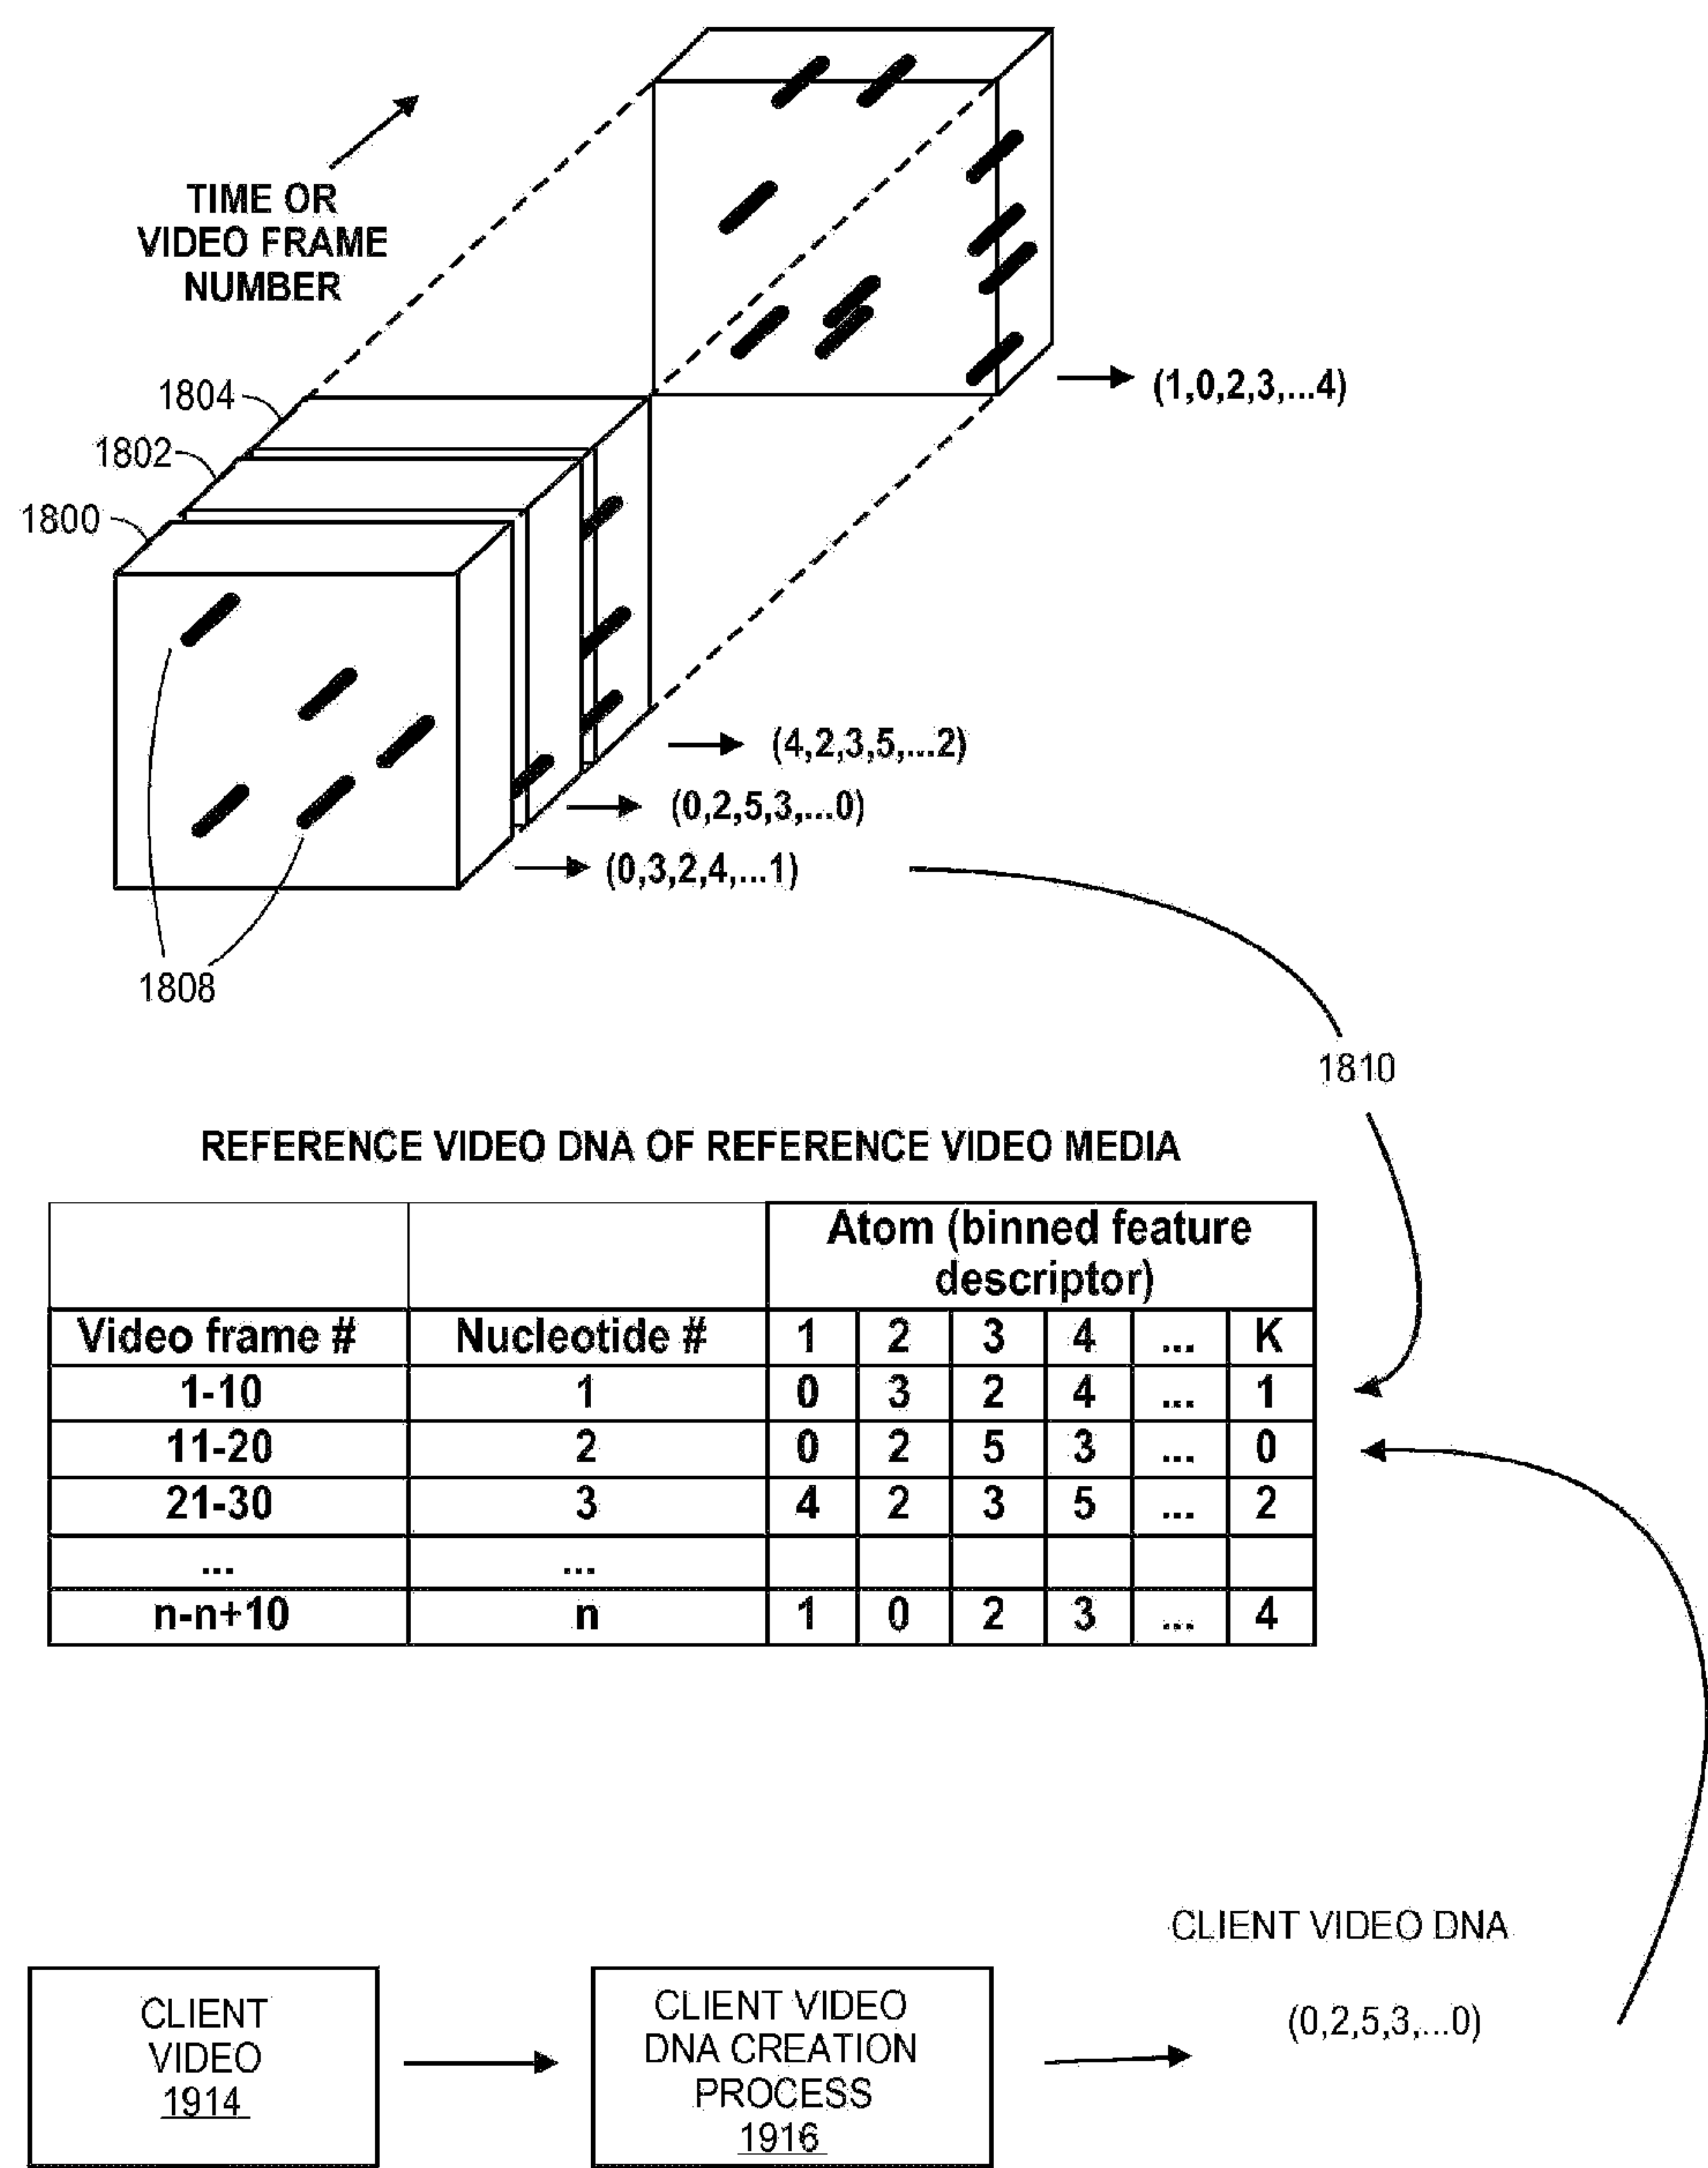 TIME OR
VIDEO FRAME
NUMBER
1804
1802
1800
(1,0,2,3,...4)
(4,2,3,5,...2)
(0,2,5,3,...0)
(0,3,2,4,...1)
1808
1810
REFERENCE VIDEO DNA OF REFERENCE VIDEO MEDIA
Atom (binned feature
descriptor)
Video frame # Nucleotide # 1 2 3 4 ... K
1-10 1 0 3 2 4 ... 1
11-20 2 0 2 5 3 ... 0
21-30 3 4 2 3 5 ... 2
... ...
n-n+10 n 1 0 2 3 ... 4
CLIENT VIDEO DNA
(0,2,5,3,...0)
CLIENT
VIDEO
1914
CLIENT VIDEO
DNA CREATION
PROCESS
1916